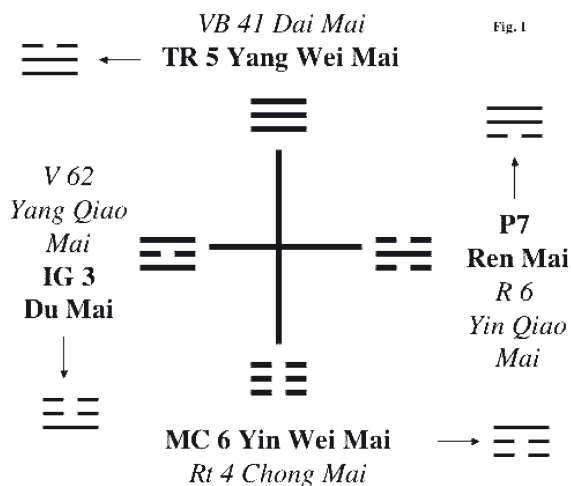 VB 41 Dai Mai
TR 5 Yang Wei Mai
Fig. 1
V 62
Yang Qiao
Mai
IG 3
Du Mai
P7
Ren Mai
R 6
Yin Qiao
Mai
MC 6 Yin Wei Mai
Rt 4 Chong Mai